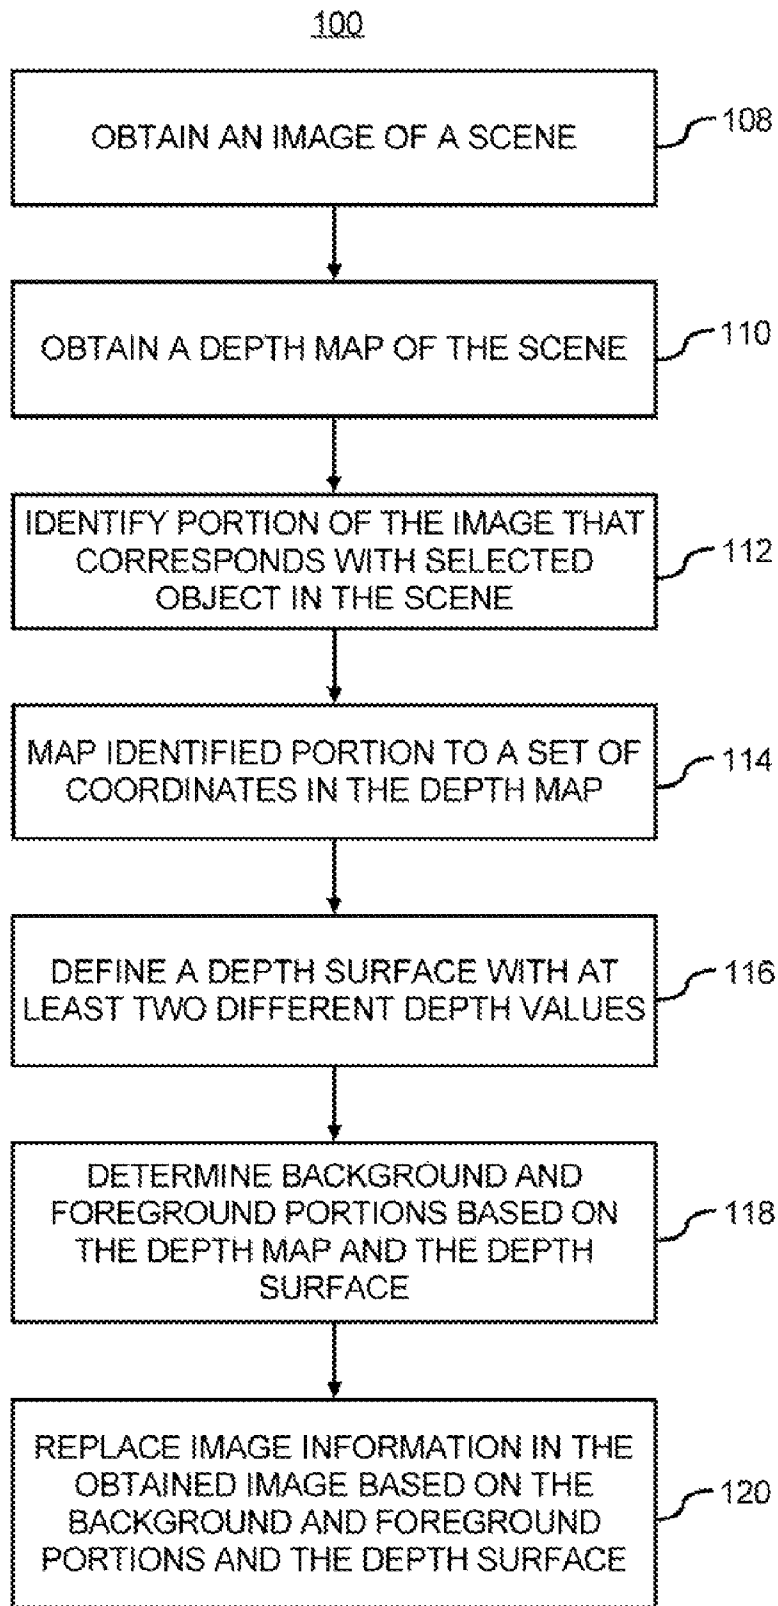 100
OBTAIN AN IMAGE OF A SCENE
108
OBTAIN A DEPTH MAP OF THE SCENE
110
IDENTIFY PORTION OF THE IMAGE THAT
CORRESPONDS WITH SELECTED
OBJECT IN THE SCENE
112
MAP IDENTIFIED PORTION TO A SET OF
COORDINATES IN THE DEPTH MAP
114
DEFINE A DEPTH SURFACE WITH AT
LEAST TWO DIFFERENT DEPTH VALUES
116
DETERMINE BACKGROUND AND
FOREGROUND PORTIONS BASED ON
THE DEPTH MAP AND THE DEPTH
SURFACE
118
REPLACE IMAGE INFORMATION IN THE
OBTAINED IMAGE BASED ON THE
BACKGROUND AND FOREGROUND
PORTIONS AND THE DEPTH SURFACE
120